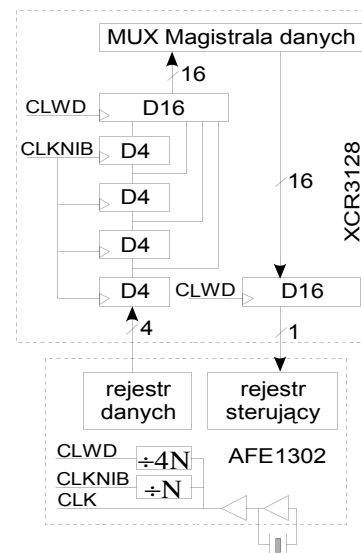 MUX Magistrala danych
16
CLWD
D16
CLKNIB
D4
D4
D4
D4
16
XCR3128
CLWD
D16
4
1
rejestr
danych
rejestr
sterujący
CLWD
÷4N
AFE1302
CLKNIB
÷N
CLK